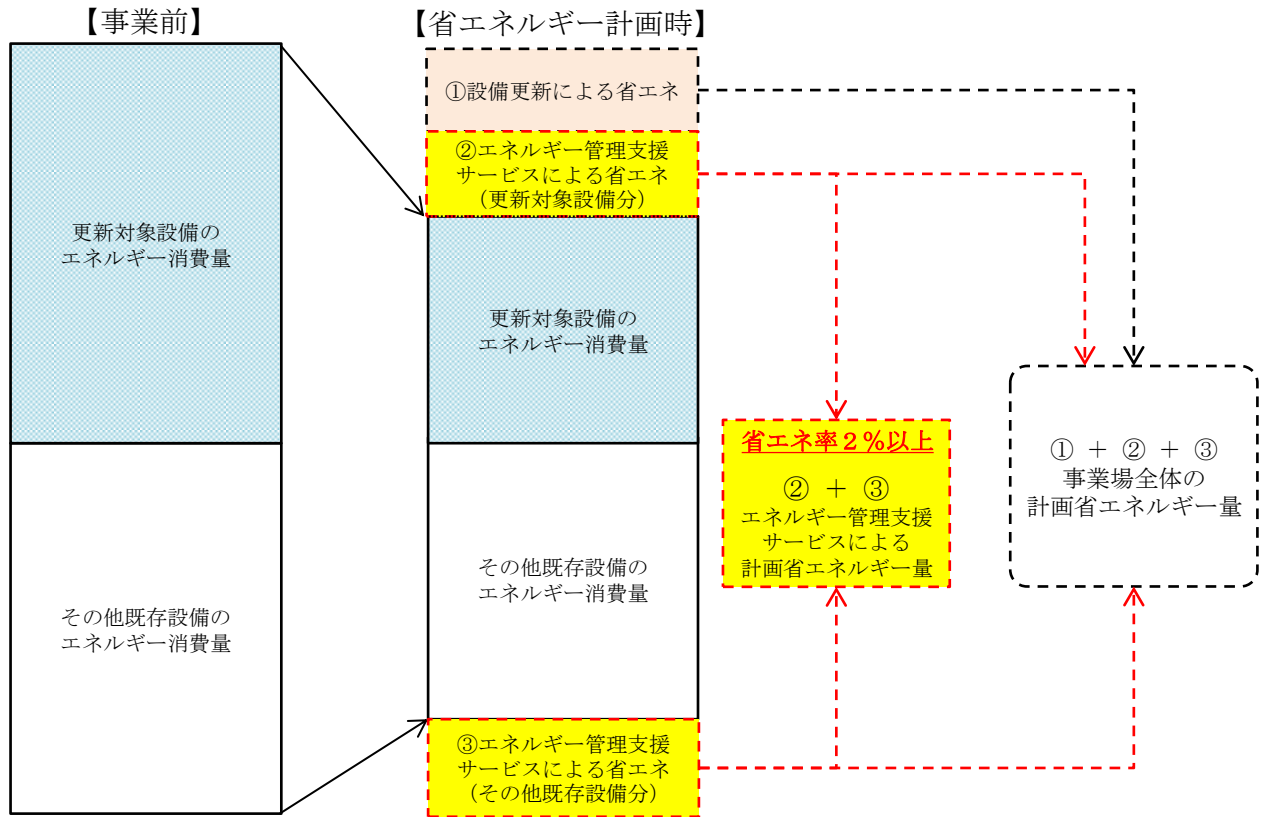 【事業前】
更新対象設備の
エネルギー消費量
その他既存設備の
エネルギー消費量
【省エネルギー計画時】
①設備更新による省エネ
②エネルギー管理支援
サービスによる省エネ
（更新対象設備分）
更新対象設備の
エネルギー消費量
その他既存設備の
エネルギー消費量
③エネルギー管理支援
サービスによる省エネ
（その他既存設備分）
省エネ率２％以上
② ＋ ③
エネルギー管理支援
サービスによる
計画省エネルギー量
① ＋ ② ＋ ③
事業場全体の
計画省エネルギー量